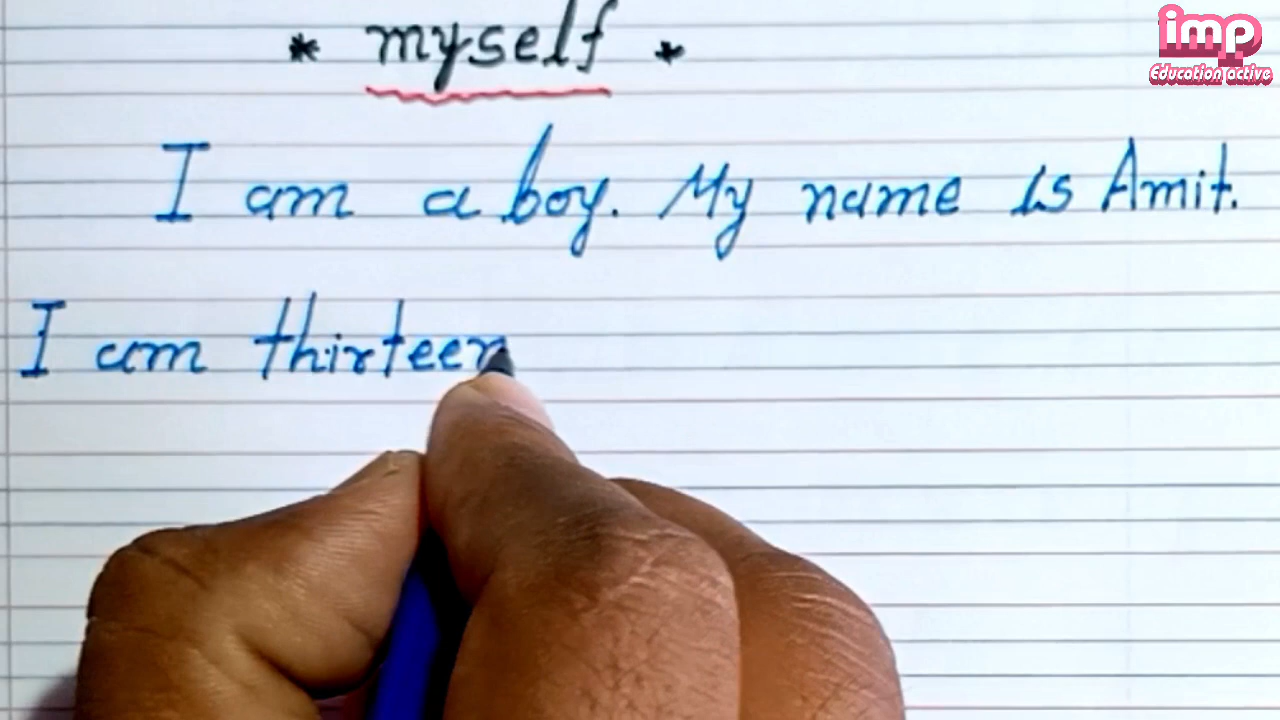 * myself *
imp
Education active
I am a boy. My name is Amit.
I am thirteen